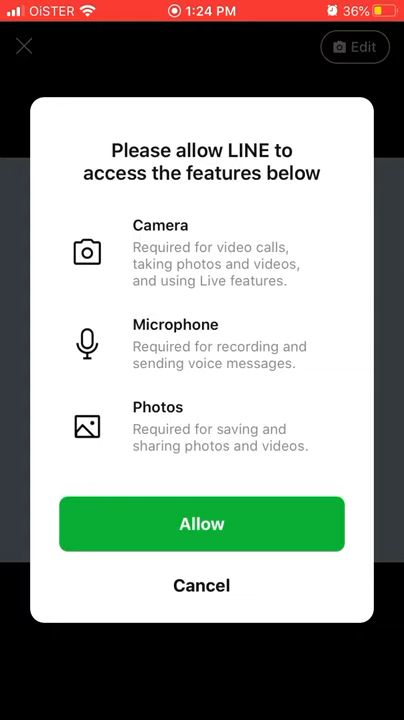 OiSTER 1:24 PM 36%
Edit
Please allow LINE to
access the features below
Camera
Required for video calls,
taking photos and videos,
and using Live features.
Microphone
Required for recording and
sending voice messages.
Photos
Required for saving and
sharing photos and videos.
Allow
Cancel